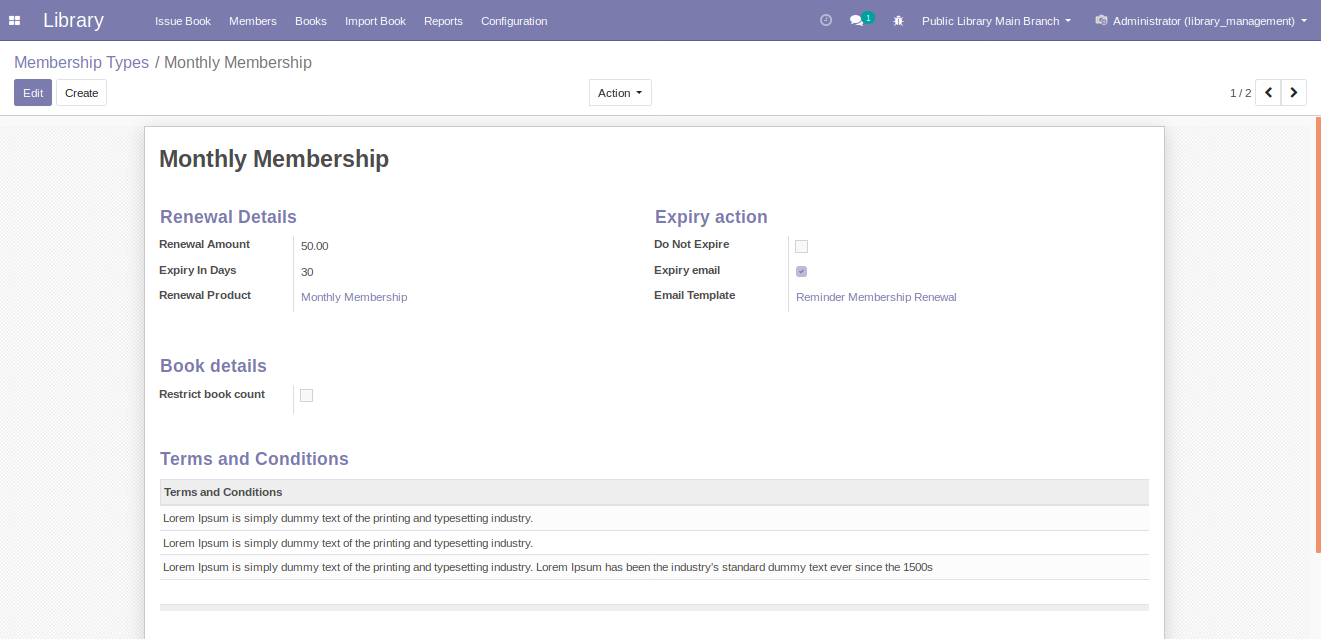 Library Issue Book Members Books Import Book Reports Configuration 1 Public Library Main Branch Administrator (library_management)
Membership Types / Monthly Membership
Edit Create Action 1 / 2
Monthly Membership
Renewal Details Expiry action
Renewal Amount 50.00 Do Not Expire
Expiry In Days 30 Expiry email
Renewal Product Monthly Membership Email Template Reminder Membership Renewal
Book details
Restrict book count
Terms and Conditions
Terms and Conditions
Lorem Ipsum is simply dummy text of the printing and typesetting industry.
Lorem Ipsum is simply dummy text of the printing and typesetting industry.
Lorem Ipsum is simply dummy text of the printing and typesetting industry. Lorem Ipsum has been the industry's standard dummy text ever since the 1500s